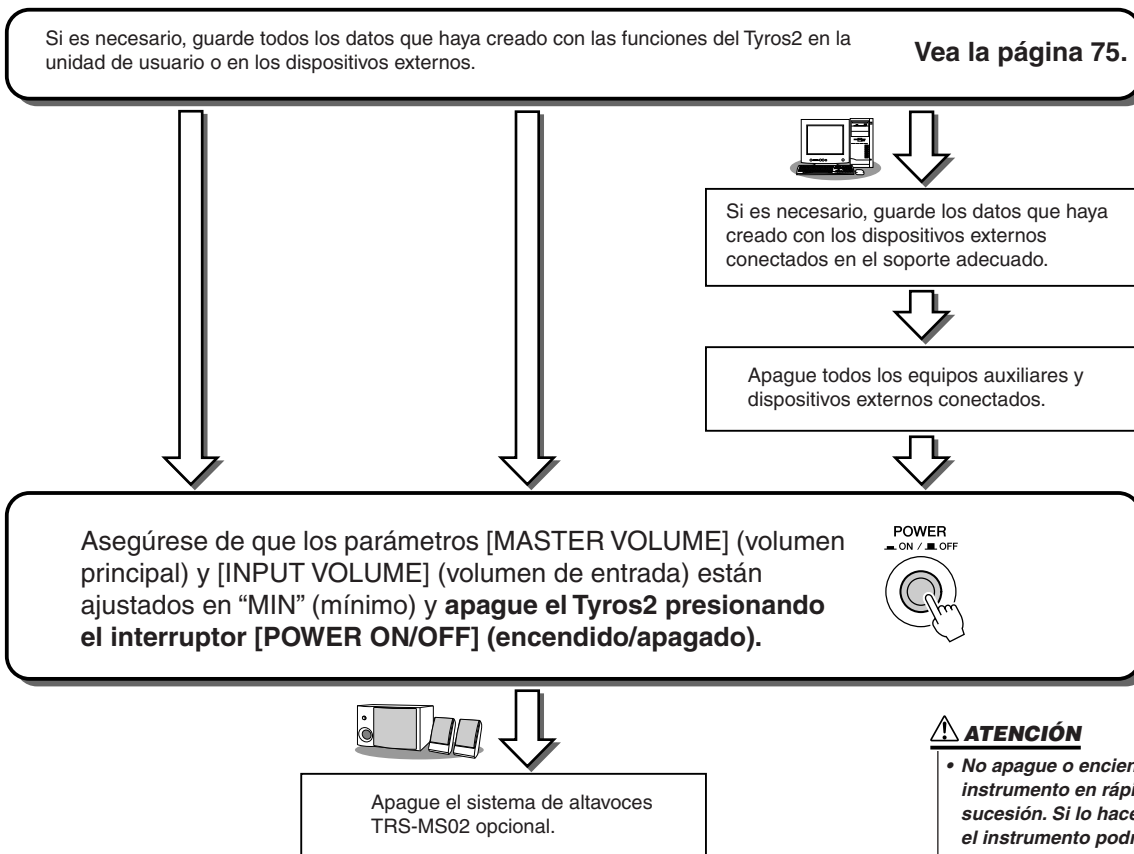 Si es necesario, guarde todos los datos que haya creado con las funciones del Tyros2 en la
unidad de usuario o en los dispositivos externos.
Vea la página 75.
Si es necesario, guarde los datos que haya
creado con los dispositivos externos
conectados en el soporte adecuado.
Apague todos los equipos auxiliares y
dispositivos externos conectados.
Asegúrese de que los parámetros [MASTER VOLUME] (volumen
principal) y [INPUT VOLUME] (volumen de entrada) están
ajustados en “MIN” (mínimo) y apague el Tyros2 presionando
el interruptor [POWER ON/OFF] (encendido/apagado).
POWER
ON / OFF
Apague el sistema de altavoces
TRS-MS02 opcional.
ATENCIÓN
• No apague o encien
instrumento en rápi
sucesión. Si lo hace
el instrumento podr